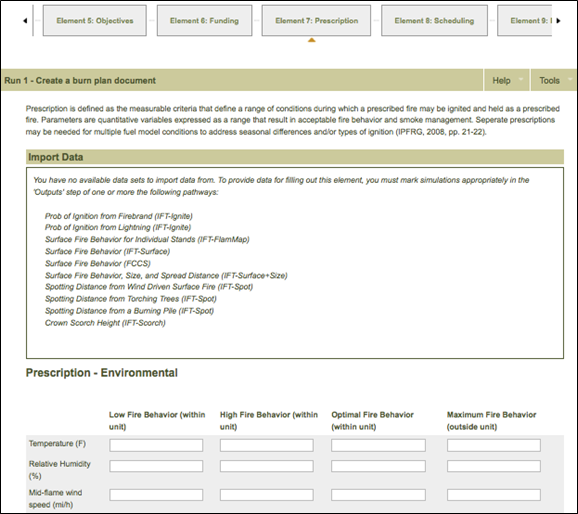 Element 5: Objectives
Element 6: Funding
Element 7: Prescription
Element 8: Scheduling
Element 9:
Run 1 - Create a burn plan document
Help
Tools
Prescription is defined as the measurable criteria that define a range of conditions during which a prescribed fire may be ignited and held as a prescribed
fire. Parameters are quantitative variables expressed as a range that result in acceptable fire behavior and smoke management. Seperate prescriptions
may be needed for multiple fuel model conditions to address seasonal differences and/or types of ignition (IPFRG, 2008, pp. 21-22).
Import Data
You have no available data sets to import data from. To provide data for filling out this element, you must mark simulations appropriately in the
'Outputs' step of one or more the following pathways:
Prob of Ignition from Firebrand (IFT-Ignite)
Prob of Ignition from Lightning (IFT-Ignite)
Surface Fire Behavior for Individual Stands (IFT-FlamMap)
Surface Fire Behavior (IFT-Surface)
Surface Fire Behavior (FCCS)
Surface Fire Behavior, Size, and Spread Distance (IFT-Surface+Size)
Spotting Distance from Wind Driven Surface Fire (IFT-Spot)
Spotting Distance from Torching Trees (IFT-Spot)
Spotting Distance from a Burning Pile (IFT-Spot)
Crown Scorch Height (IFT-Scorch)
Prescription - Environmental
Low Fire Behavior (within
unit)
High Fire Behavior (within
unit)
Optimal Fire Behavior
(within unit)
Maximum Fire Behavior
(outside unit)
Temperature (F)
Relative Humidity
(%)
Mid-flame wind
speed (mi/h)